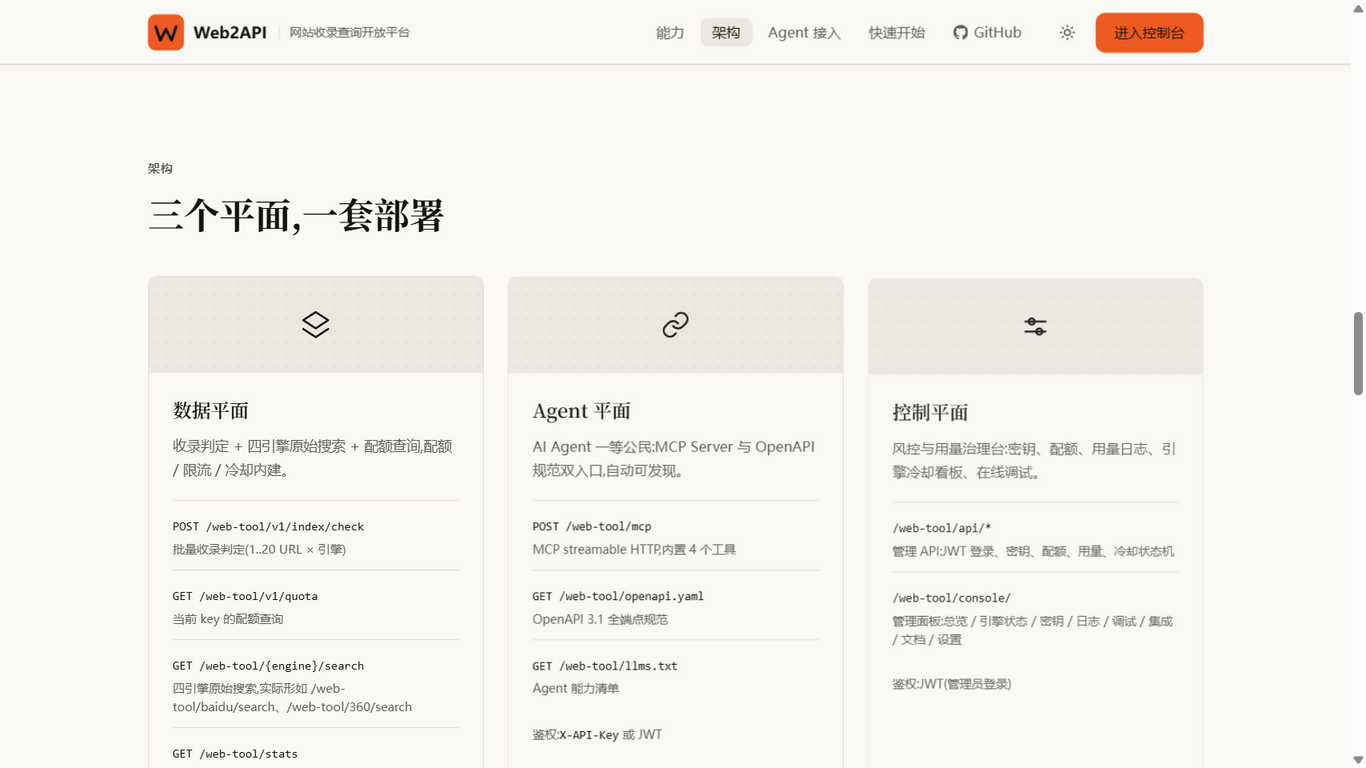 Web2API
网站收录查询开放平台
能力
架构
Agent 接入
快速开始
GitHub
进入控制台
架构
三个平面,一套部署
数据平面
收录判定 + 四引擎原始搜索 + 配额查询,配额
/ 限流 / 冷却内建。
POST /web-tool/v1/index/check
批量收录判定(1..20 URL × 引擎)
GET /web-tool/v1/quota
当前 key 的配额查询
GET /web-tool/{engine}/search
四引擎原始搜索,实际形如 /web-
tool/baidu/search、/web-tool/360/search
GET /web-tool/stats
Agent 平面
AI Agent 一等公民:MCP Server 与 OpenAPI
规范双入口,自动可发现。
POST /web-tool/mcp
MCP streamable HTTP,内置 4 个工具
GET /web-tool/openapi.yaml
OpenAPI 3.1 全端点规范
GET /web-tool/llms.txt
Agent 能力清单
鉴权:X-API-Key 或 JWT
控制平面
风控与用量治理台:密钥、配额、用量日志、引
擎冷却看板、在线调试。
/web-tool/api/*
管理 API:JWT 登录、密钥、配额、用量、冷却状态机
/web-tool/console/
管理面板:总览 / 引擎状态 / 密钥 / 日志 / 调试 / 集成
/ 文档 / 设置
鉴权:JWT(管理员登录)